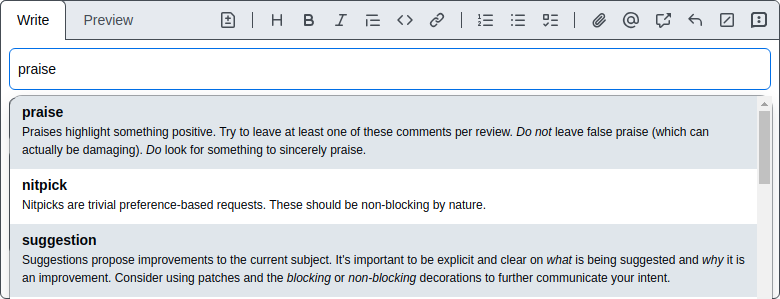 Write Preview
praise
praise
Praises highlight something positive. Try to leave at least one of these comments per review. Do not leave false praise (which can
actually be damaging). Do look for something to sincerely praise.
nitpick
Nitpicks are trivial preference-based requests. These should be non-blocking by nature.
suggestion
Suggestions propose improvements to the current subject. It's important to be explicit and clear on what is being suggested and why it is
an improvement. Consider using patches and the blocking or non-blocking decorations to further communicate your intent.